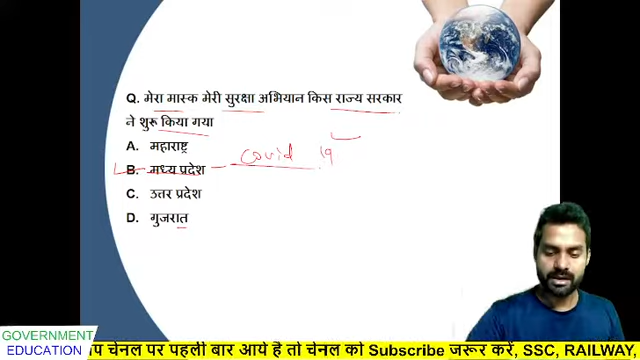 Q. मेरा मास्क मेरी सुरक्षा अभियान किस राज्य सरकार
ने शुरू किया गया
A. महाराष्ट्र
B. मध्य प्रदेश
covid 19
C. उत्तर प्रदेश
D. गुजरात
GOVERNMENT
EDUCATION
प चेनल पर पहली बार आये है तो चेनल को Subscribe जरूर करें, SSC, RAILWAY,